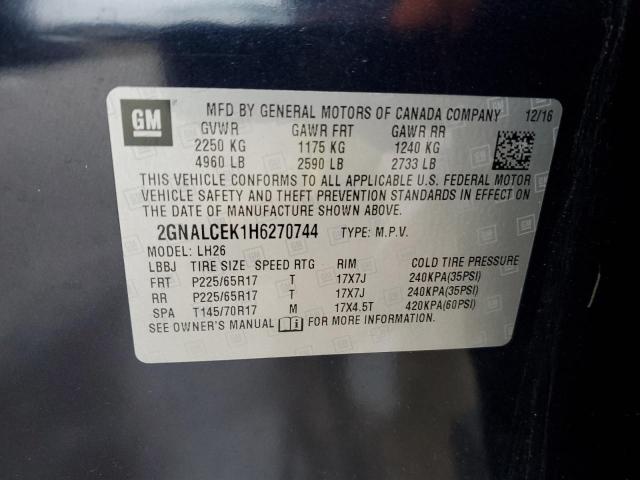 GM
MFD BY GENERAL MOTORS OF CANADA COMPANY 12/16
GVWR GAWR FRT GAWR RR
2250 KG 1175 KG 1240 KG
4960 LB 2590 LB 2733 LB
THIS VEHICLE CONFORMS TO ALL APPLICABLE U.S. FEDERAL MOTOR
VEHICLE SAFETY AND THEFT PREVENTION STANDARDS IN EFFECT ON
THE DATE OF MANUFACTURE SHOWN ABOVE.
2GNALCEK1H6270744 TYPE: M.P.V.
MODEL: LH26
LBBJ TIRE SIZE SPEED RTG RIM COLD TIRE PRESSURE
FRT P225/65R17 T 17X7J 240KPA(35PSI)
RR P225/65R17 T 17X7J 240KPA(35PSI)
SPA T145/70R17 M 17X4.5T 420KPA(60PSI)
SEE OWNER'S MANUAL FOR MORE INFORMATION.